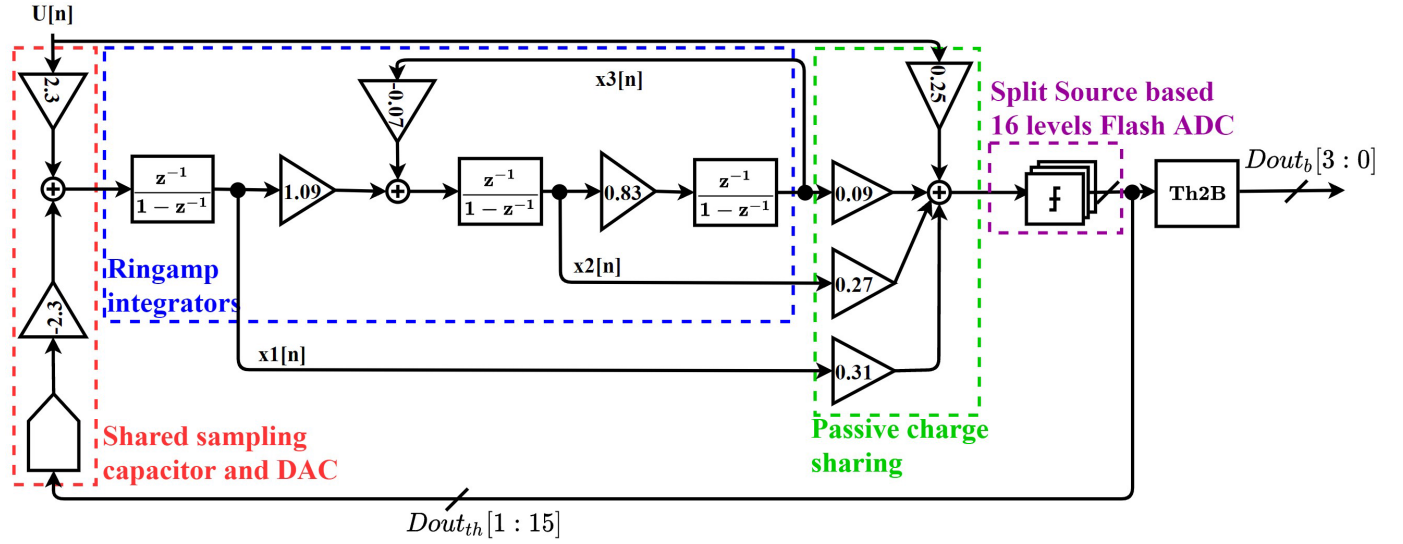 U[n]
2.3
-0.07
x3[n]
0.25
Split Source based
16 levels Flash ADC
z⁻¹
1 − z⁻¹
1.09
z⁻¹
1 − z⁻¹
0.83
z⁻¹
1 − z⁻¹
0.09
Th2B
Dout_b[3 : 0]
Ringamp
integrators
x2[n]
0.27
-2.3
x1[n]
0.31
Shared sampling
capacitor and DAC
Passive charge
sharing
Dout_th[1 : 15]